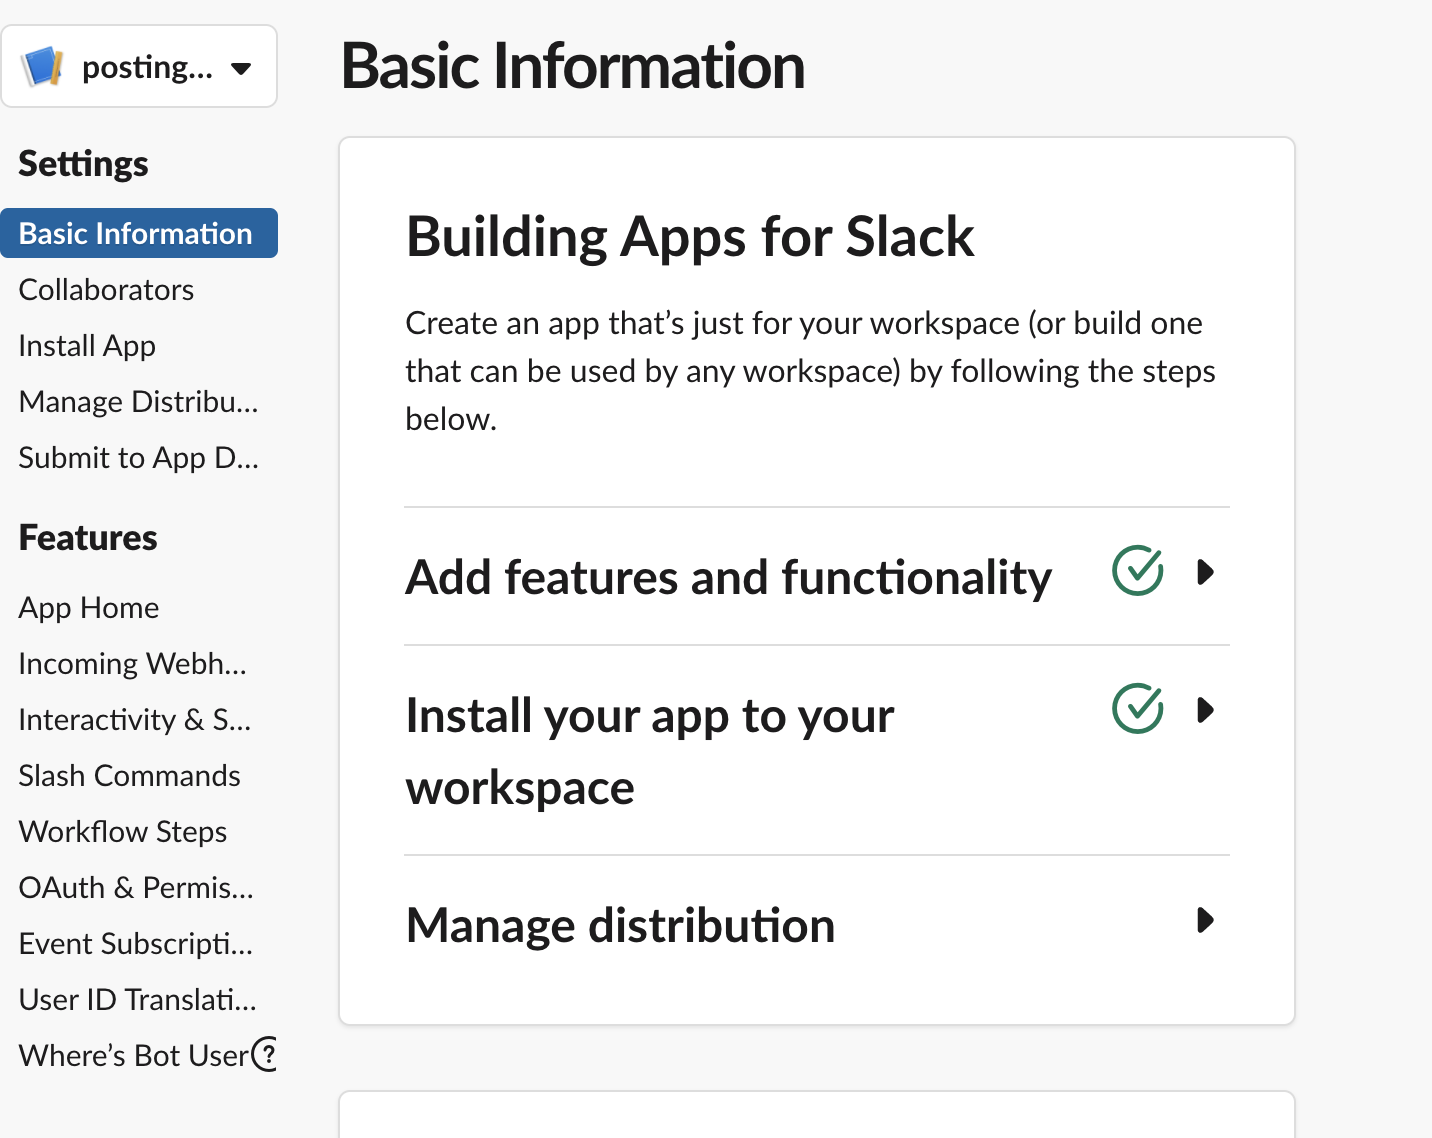 posting...
Settings
Basic Information
Collaborators
Install App
Manage Distribu...
Submit to App D...
Features
App Home
Incoming Webh...
Interactivity & S...
Slash Commands
Workflow Steps
OAuth & Permis...
Event Subscripti...
User ID Translati...
Where’s Bot User
Basic Information
Building Apps for Slack
Create an app that’s just for your workspace (or build one
that can be used by any workspace) by following the steps
below.
Add features and functionality
Install your app to your
workspace
Manage distribution